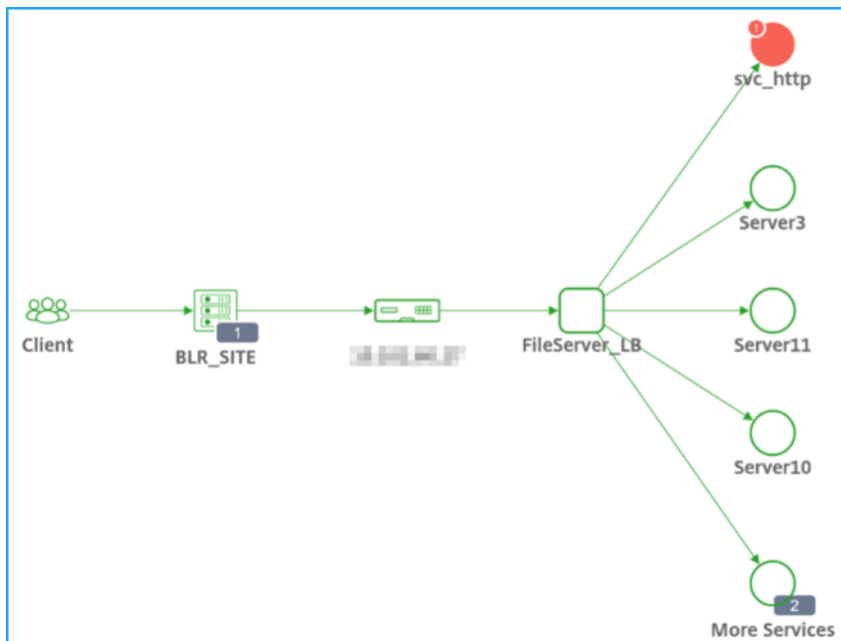 !
svc_http
Server3
Client
1
BLR_SITE
FileServer_LB
Server11
Server10
2
More Services